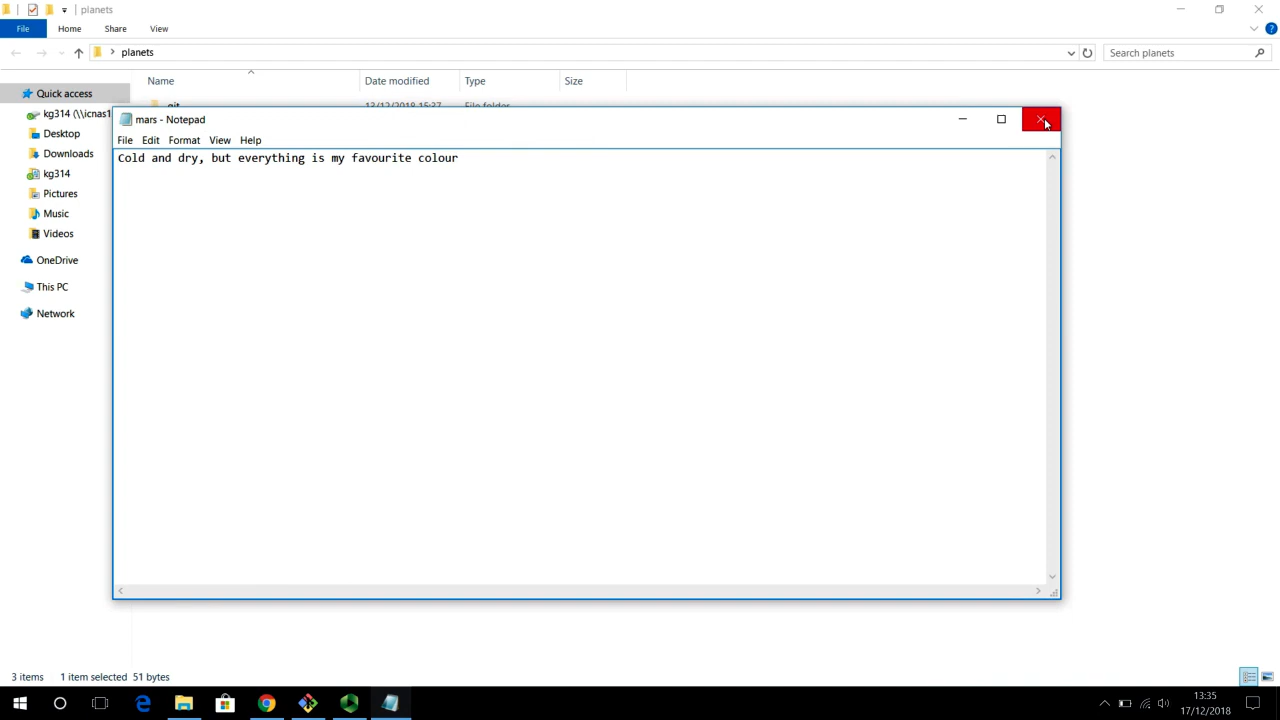 planets
File Home Share View
planets
Search planets
Name Date modified Type Size
Quick access
kg314 (\\icnas1
Desktop
Downloads
kg314
Pictures
Music
Videos
OneDrive
This PC
Network
mars - Notepad
File Edit Format View Help
Cold and dry, but everything is my favourite colour
3 items 1 item selected 51 bytes
13:35
17/12/2018